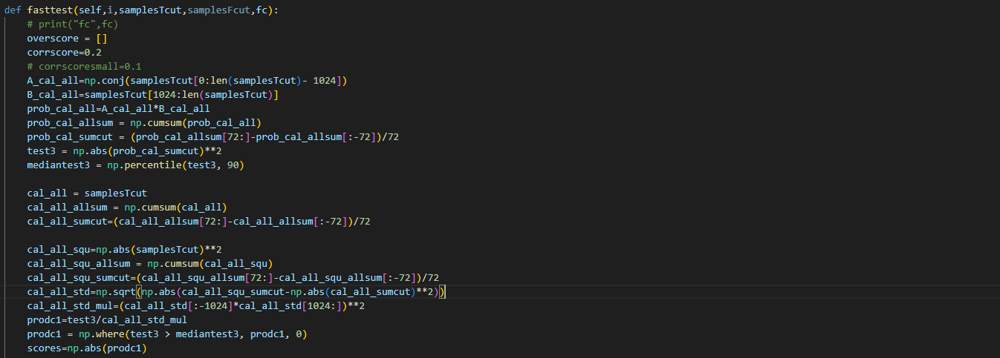 def fasttest(self,i,samplesTcut,samplesFcut,fc):
# print("fc",fc)
overscore = []
corrscore=0.2
# corrscoresmall=0.1
A_cal_all=np.conj(samplesTcut[0:len(samplesTcut)- 1024])
B_cal_all=samplesTcut[1024:len(samplesTcut)]
prob_cal_all=A_cal_all*B_cal_all
prob_cal_allsum = np.cumsum(prob_cal_all)
prob_cal_sumcut = (prob_cal_allsum[72:]-prob_cal_allsum[:-72])/72
test3 = np.abs(prob_cal_sumcut)**2
mediantest3 = np.percentile(test3, 90)
cal_all = samplesTcut
cal_all_allsum = np.cumsum(cal_all)
cal_all_sumcut=(cal_all_allsum[72:]-cal_all_allsum[:-72])/72
cal_all_squ=np.abs(samplesTcut)**2
cal_all_squ_allsum = np.cumsum(cal_all_squ)
cal_all_squ_sumcut=(cal_all_squ_allsum[72:]-cal_all_squ_allsum[:-72])/72
cal_all_std=np.sqrt(np.abs(cal_all_squ_sumcut-np.abs(cal_all_sumcut)**2))
cal_all_std_mul=(cal_all_std[:-1024]*cal_all_std[1024:])**2
prodc1=test3/cal_all_std_mul
prodc1 = np.where(test3 > mediantest3, prodc1, 0)
scores=np.abs(prodc1)